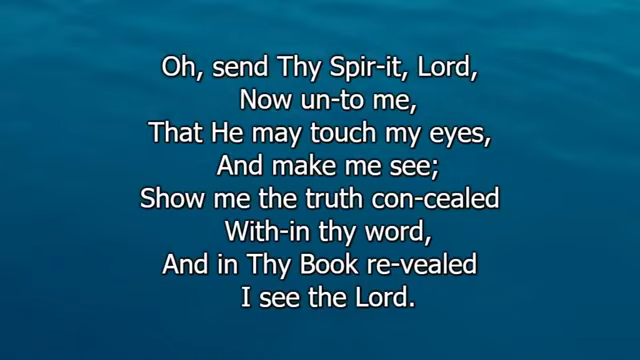 Oh, send Thy Spir-it, Lord,
Now un-to me,
That He may touch my eyes,
And make me see;
Show me the truth con-cealed
With-in thy word,
And in Thy Book re-vealed
I see the Lord.